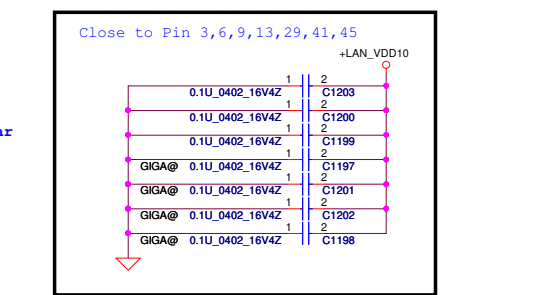 Close to Pin 3,6,9,13,29,41,45
+LAN_VDD10
1 2
0.1U_0402_16V4Z C1203
1 2
0.1U_0402_16V4Z C1200
ar
1 2
0.1U_0402_16V4Z C1199
1 2
GIGA@ 0.1U_0402_16V4Z C1197
1 2
GIGA@ 0.1U_0402_16V4Z C1201
1 2
GIGA@ 0.1U_0402_16V4Z C1202
1 2
GIGA@ 0.1U_0402_16V4Z C1198